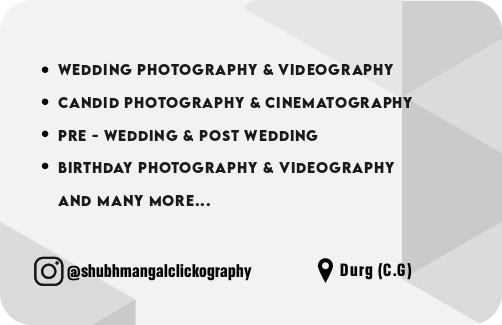 • WEDDING PHOTOGRAPHY & VIDEOGRAPHY
• CANDID PHOTOGRAPHY & CINEMATOGRAPHY
• PRE - WEDDING & POST WEDDING
• BIRTHDAY PHOTOGRAPHY & VIDEOGRAPHY
AND MANY MORE...
@shubhmangalclickography
Durg (C.G)